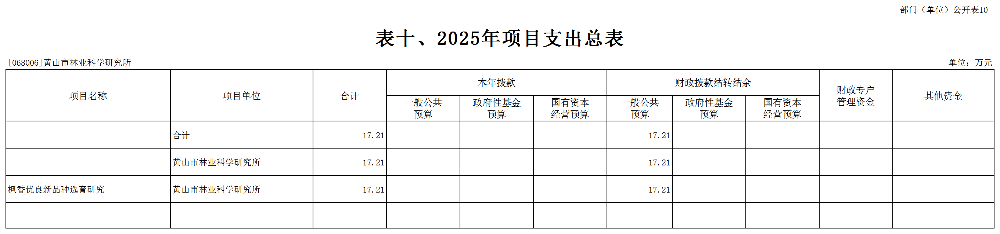 部门（单位）公开表10
表十、2025年项目支出总表
[068006]黄山市林业科学研究所 单位：万元
项目名称 项目单位 合计 本年拨款 财政拨款结转结余 财政专户 管理资金 其他资金
一般公共 政府性基金 国有资本 一般公共 政府性基金 国有资本
预算 预算 经营预算 预算 预算 经营预算
合计 17.21 17.21
黄山市林业科学研究所 17.21 17.21
枫香优良新品种选育研究 黄山市林业科学研究所 17.21 17.21